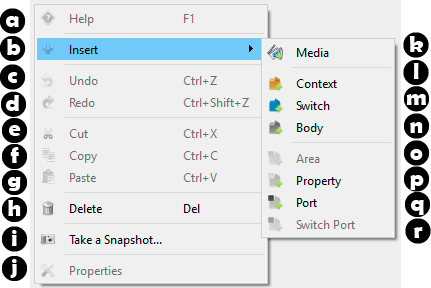 a Help F1
b Insert
c Undo Ctrl+Z
d Redo Ctrl+Shift+Z
e Cut Ctrl+X
f Copy Ctrl+C
g Paste Ctrl+V
h Delete Del
i Take a Snapshot...
j Properties
k Media
l Context
m Switch
n Body
o Area
p Property
q Port
r Switch Port